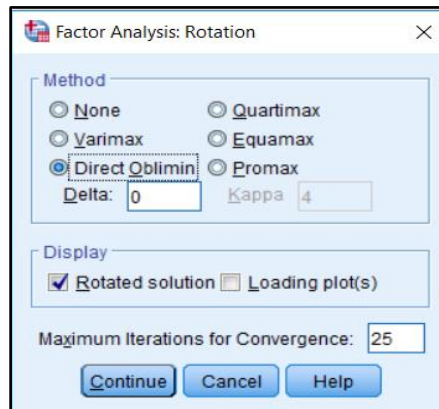 Factor Analysis: Rotation
Method
None Quartimax
Varimax Equamax
Direct Oblimin Promax
Delta: 0 Kappa 4
Display
Rotated solution Loading plot(s)
Maximum Iterations for Convergence: 25
Continue Cancel Help